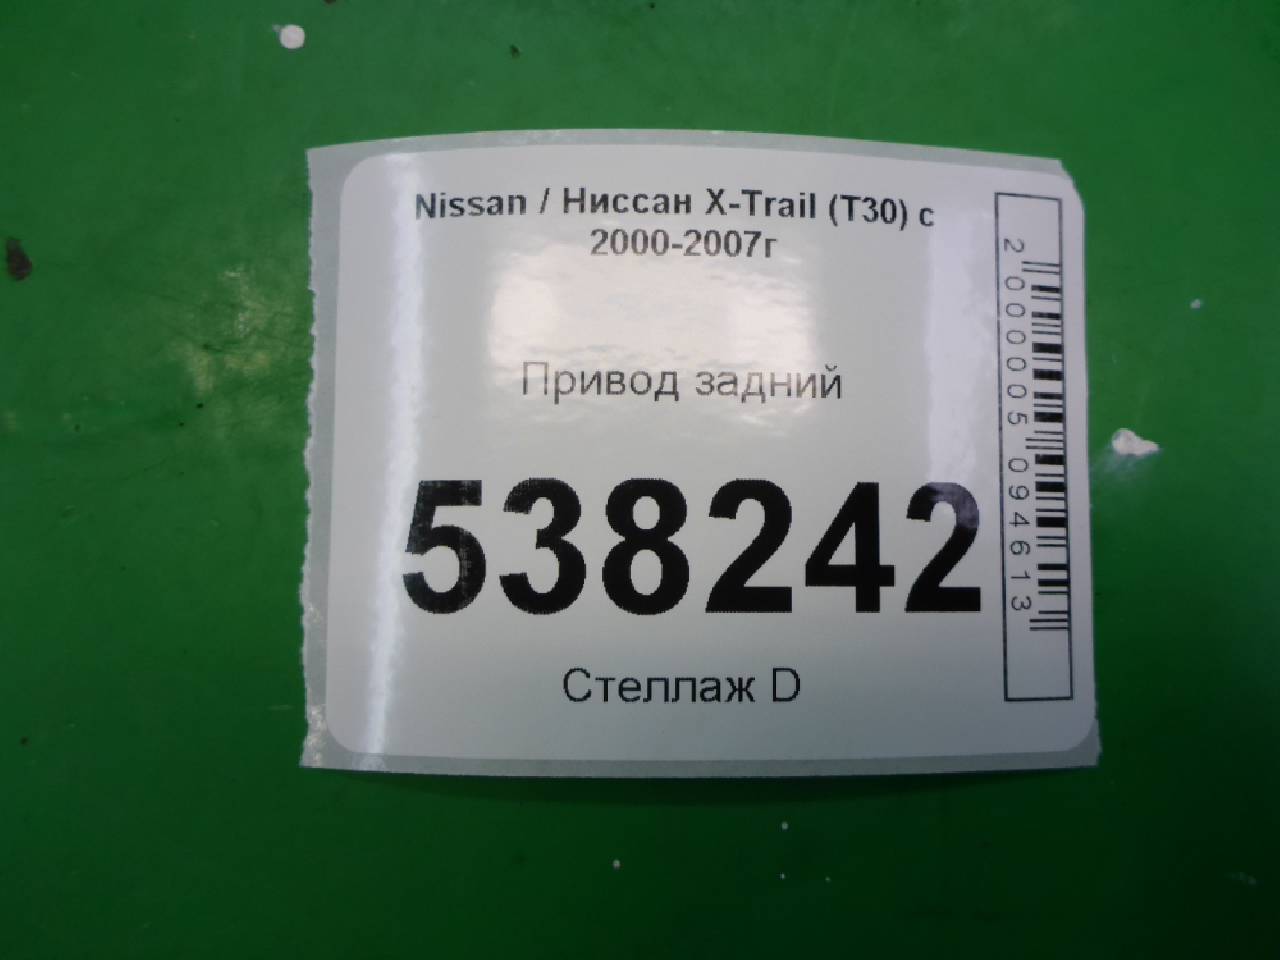 Nissan / Ниссан X-Trail (T30) с
2000-2007г
Привод задний
538242
Стеллаж D
2000005094613